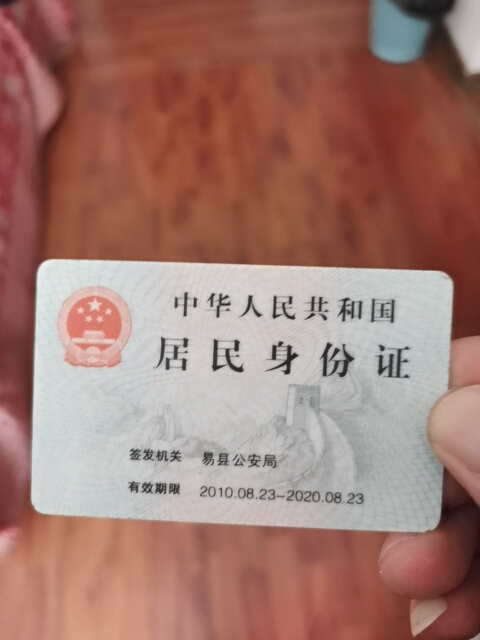 中华人民共和国
居民身份证
签发机关 易县公安局
有效期限 2010.08.23-2020.08.23